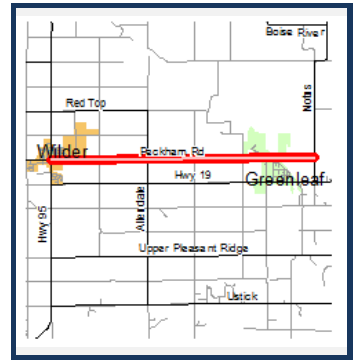 Boise River
Red Top
Notus
Wilder
Peckham Rd
Hwy 19
Greenleaf
Allendale
Hwy 95
Upper Pleasant Ridge
Ustick